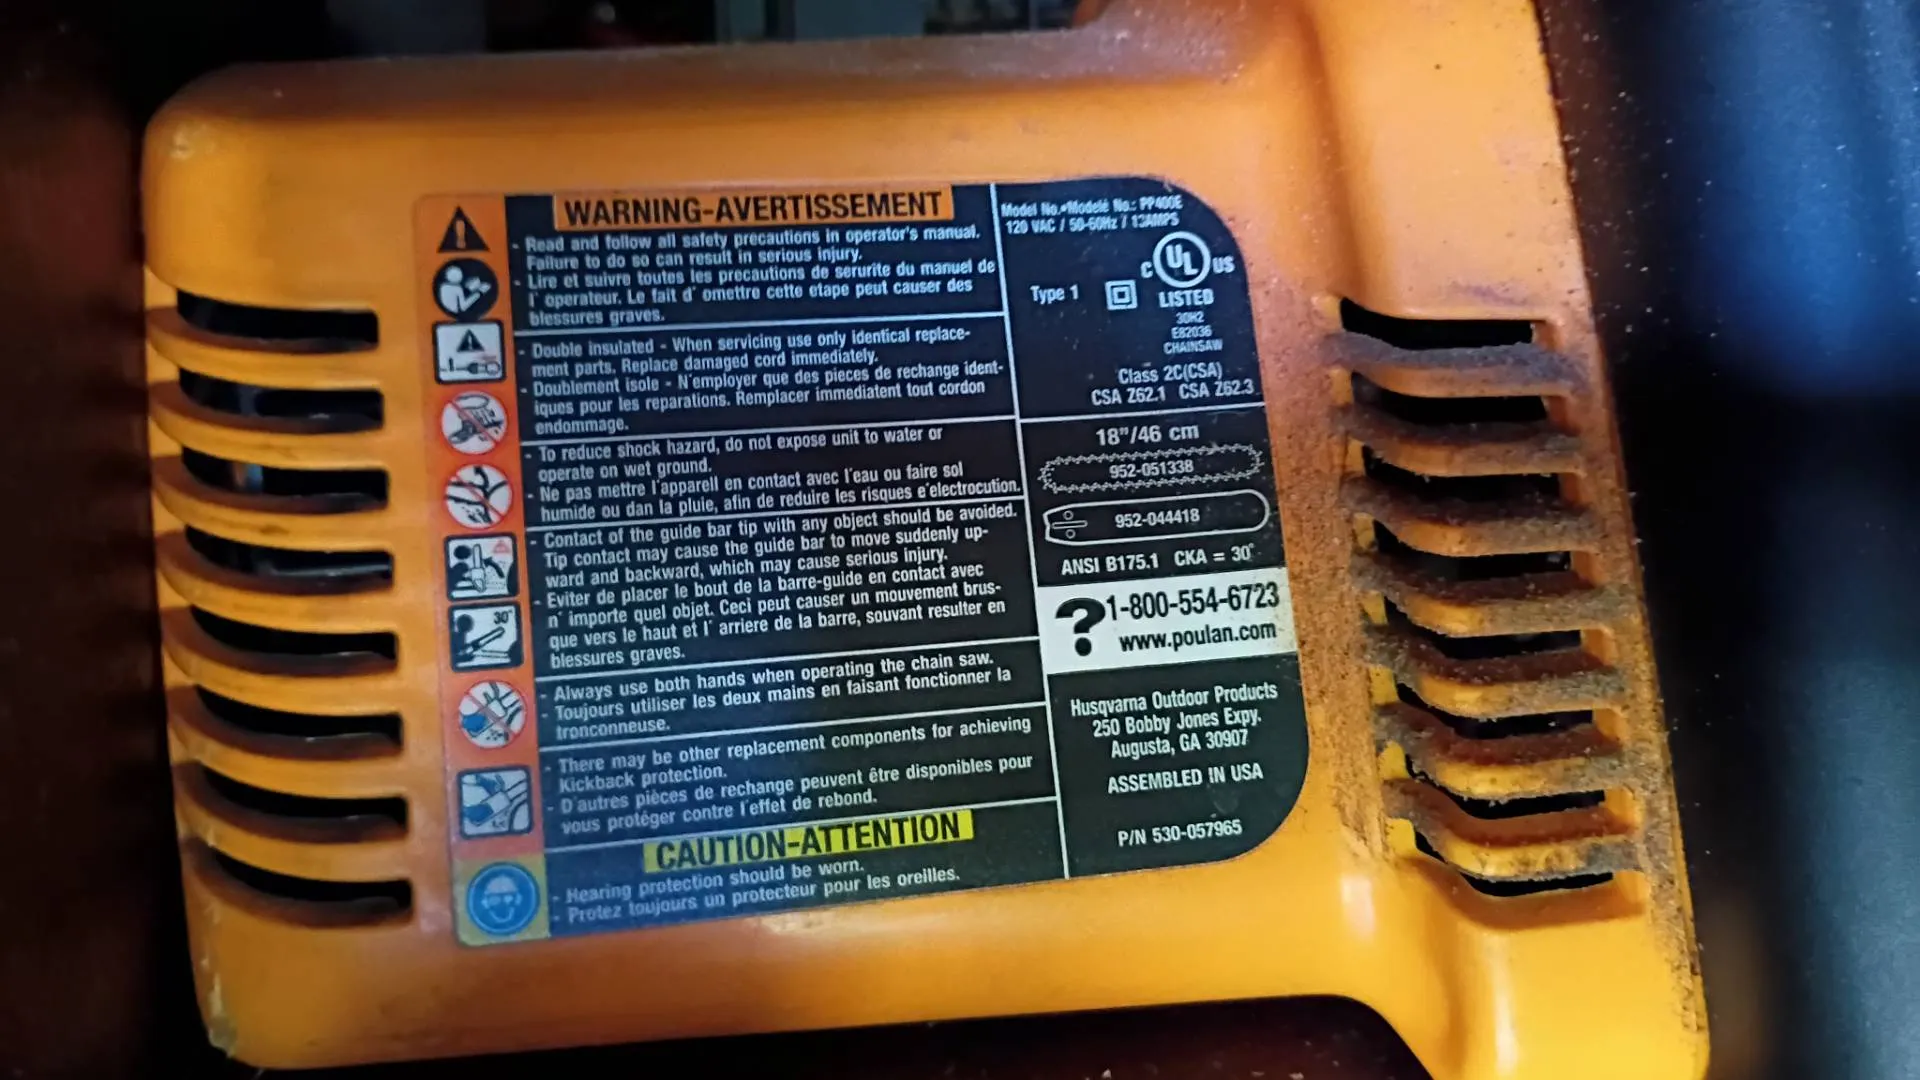 WARNING-AVERTISSEMENT
- Read and follow all safety precautions in operator's manual.
Failure to do so can result in serious injury.
- Lire et suivre toutes les precautions de serurite du manuel de
l' operateur. Le fait d' omettre cette etape peut causer des
blessures graves.
- Double insulated - When servicing use only identical replace-
ment parts. Replace damaged cord immediately.
- Doublement isole - N'employer que des pieces de rechange ident-
iques pour les reparations. Remplacer immediatent tout cordon
endommage.
- To reduce shock hazard, do not expose unit to water or
operate on wet ground.
- Ne pas mettre l'apparell en contact avec l'eau ou faire sol
humide ou dan la pluie, afin de reduire les risques e'electrocution.
- Contact of the guide bar tip with any object should be avoided.
Tip contact may cause the guide bar to move suddenly up-
ward and backward, which may cause serious injury.
- Eviter de placer le bout de la barre-guide en contact avec
n' importe quel objet. Ceci peut causer un mouvement brus-
que vers le haut et l' arriere de la barre, souvant resulter en
blessures graves.
30°
- Always use both hands when operating the chain saw.
- Toujours utiliser les deux mains en faisant fonctionner la
tronconneuse.
- There may be other replacement components for achieving
Kickback protection.
- D'autres pièces de rechange peuvent être disponibles pour
vous protéger contre l'effet de rebond.
CAUTION-ATTENTION
- Hearing protection should be worn.
- Protez toujours un protecteur pour les oreilles.
Model No.•Modelé No.: PP400E
120 VAC / 50-60Hz / 13AMPS
C UL US
Type 1
LISTED
30H2
E82036
CHAINSAW
Class 2C(CSA)
CSA Z62.1 CSA Z62.3
18"/46 cm
952-051338
952-044418
ANSI B175.1 CKA = 30°
? 1-800-554-6723
www.poulan.com
Husqvarna Outdoor Products
250 Bobby Jones Expy.
Augusta, GA 30907
ASSEMBLED IN USA
P/N 530-057965